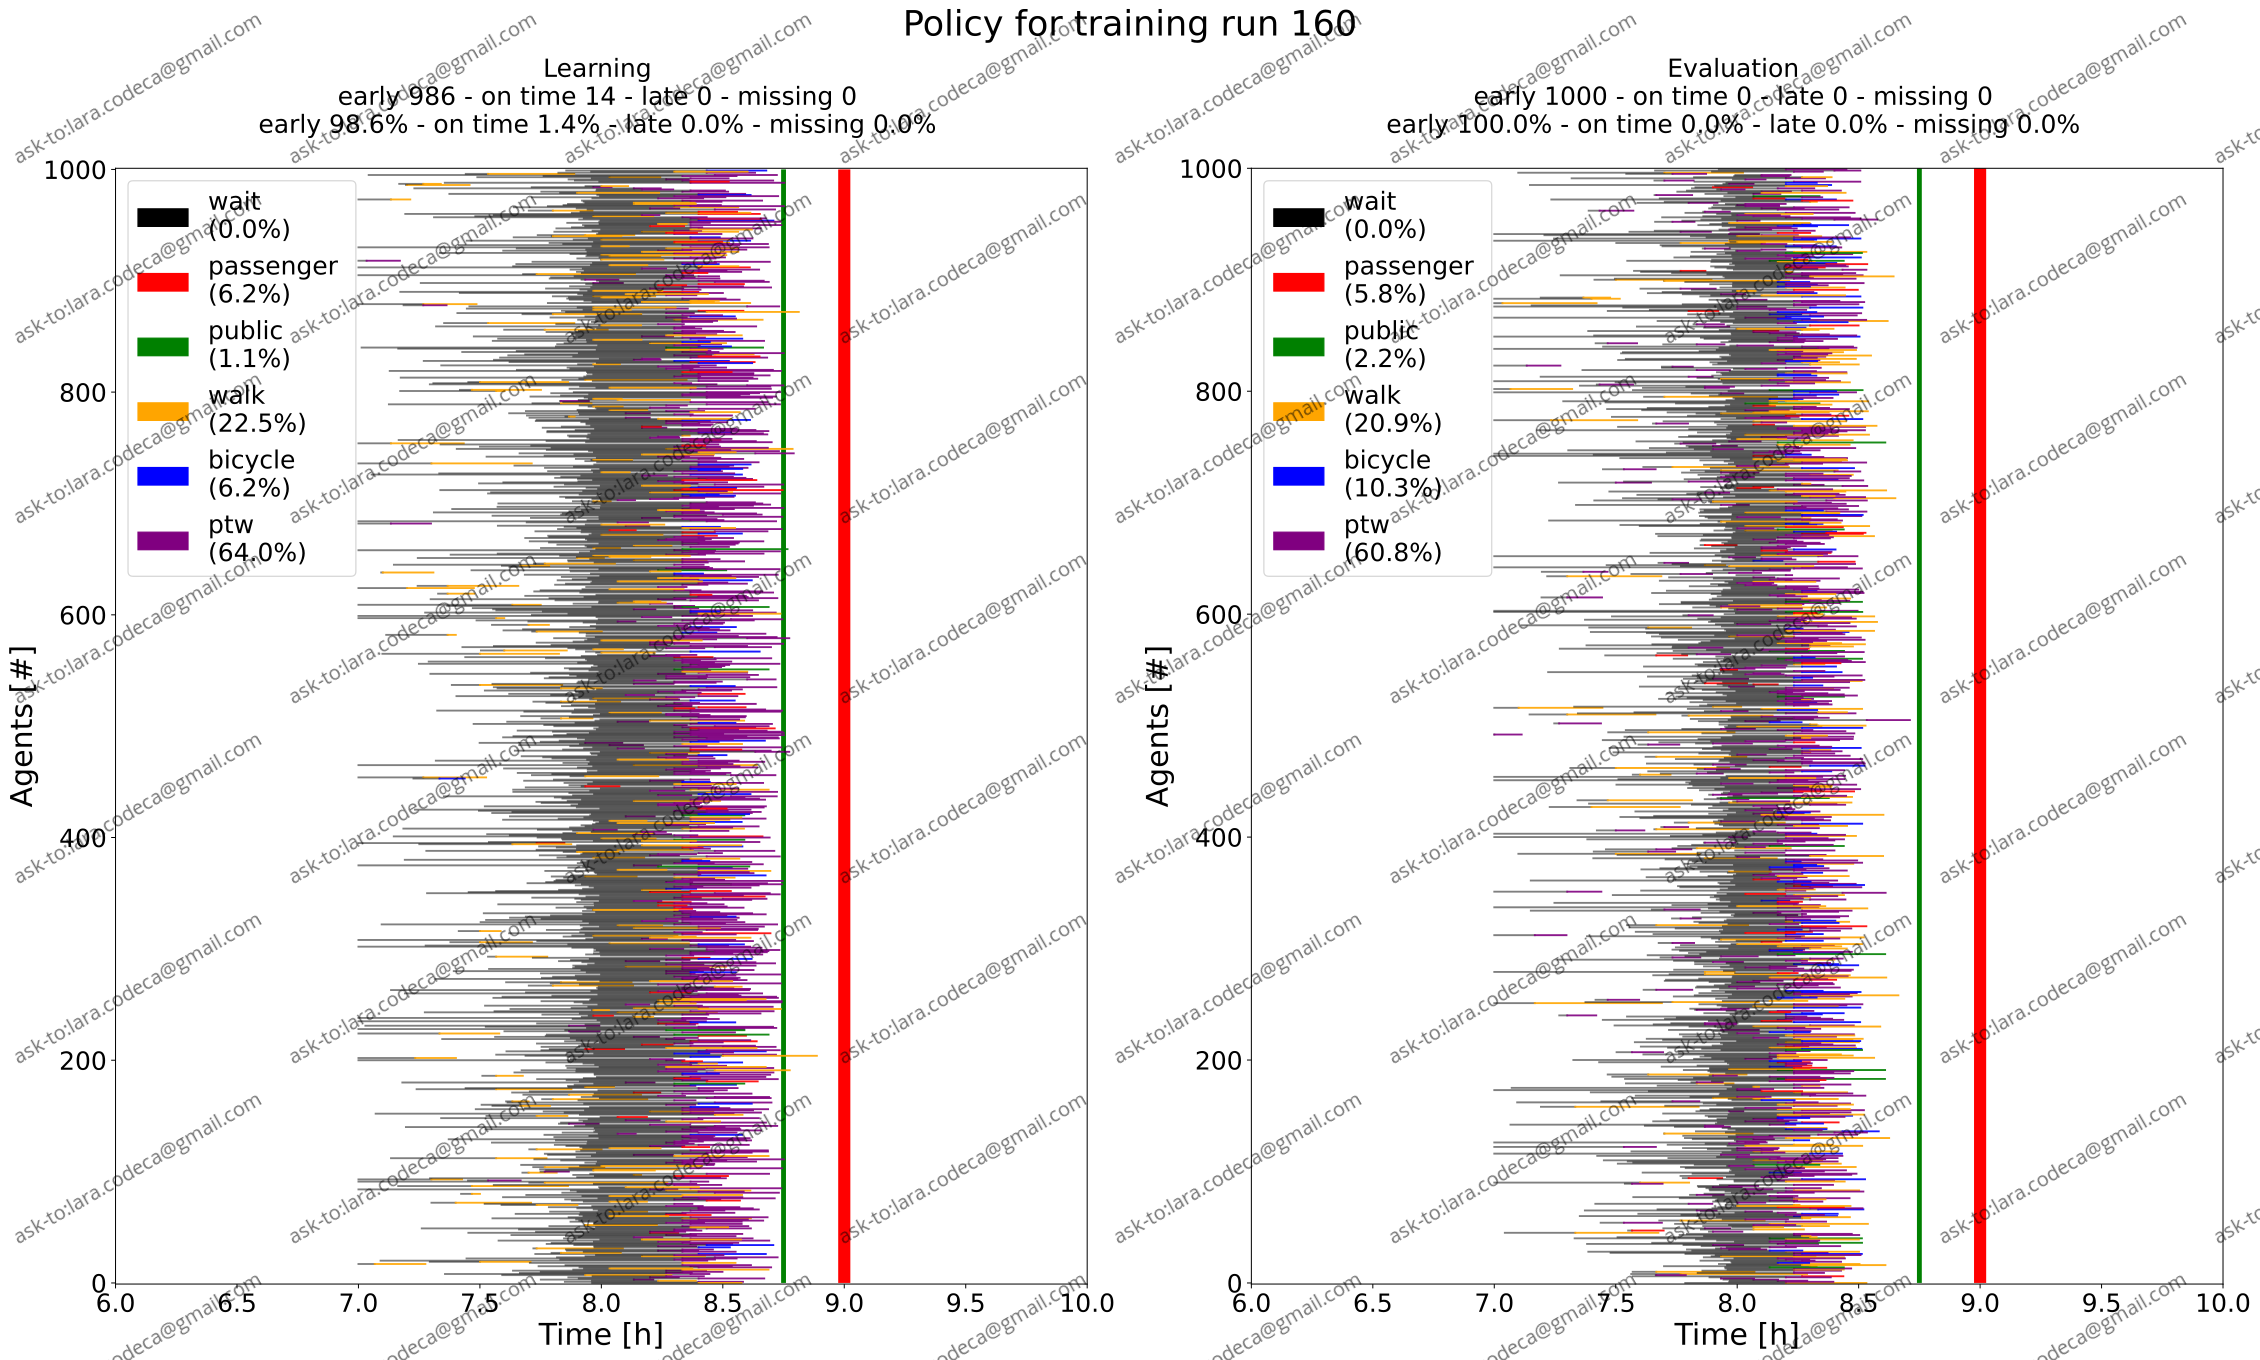 Policy for training run 160
Learning
early 986 - on time 14 - late 0 - missing 0
early 98.6% - on time 1.4% - late 0.0% - missing 0.0%
1000
800
600
400
200
0
Agents [#]
wait
(0.0%)
passenger
(6.2%)
public
(1.1%)
walk
(22.5%)
bicycle
(6.2%)
ptw
(64.0%)
6.0 6.5 7.0 7.5 8.0 8.5 9.0 9.5 10.0
Time [h]
Evaluation
early 1000 - on time 0 - late 0 - missing 0
early 100.0% - on time 0.0% - late 0.0% - missing 0.0%
1000
800
600
400
200
0
Agents [#]
wait
(0.0%)
passenger
(5.8%)
public
(2.2%)
walk
(20.9%)
bicycle
(10.3%)
ptw
(60.8%)
6.0 6.5 7.0 7.5 8.0 8.5 9.0 9.5 10.0
Time [h]
ask-to:lara.codeca@gmail.com